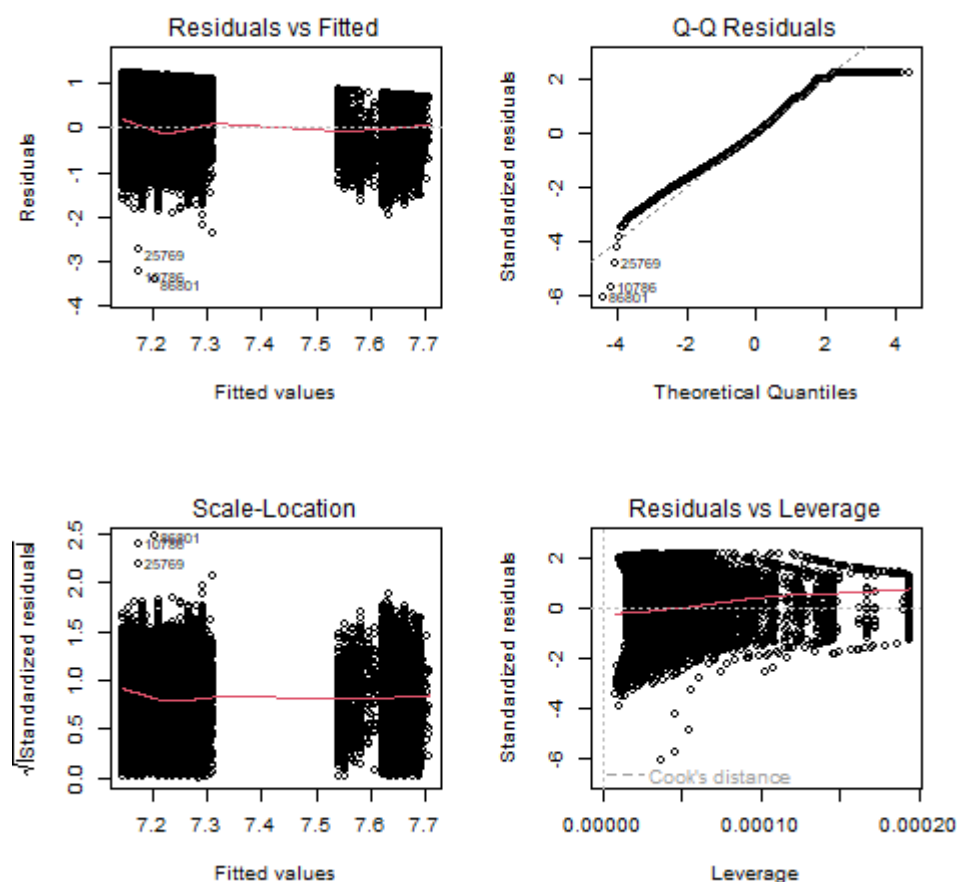 Residuals vs Fitted
Residuals
1
0
-1
-2
-3
-4
25769
10786
86801
7.2 7.3 7.4 7.5 7.6 7.7
Fitted values
Q-Q Residuals
Standardized residuals
2
0
-2
-4
-6
25769
10786
86801
-4 -2 0 2 4
Theoretical Quantiles
Scale-Location
√|Standardized residuals|
2.5
2.0
1.5
1.0
0.5
0.0
86801
10786
25769
7.2 7.3 7.4 7.5 7.6 7.7
Fitted values
Residuals vs Leverage
Standardized residuals
2
0
-2
-4
-6
Cook's distance
0.00000 0.00010 0.00020
Leverage